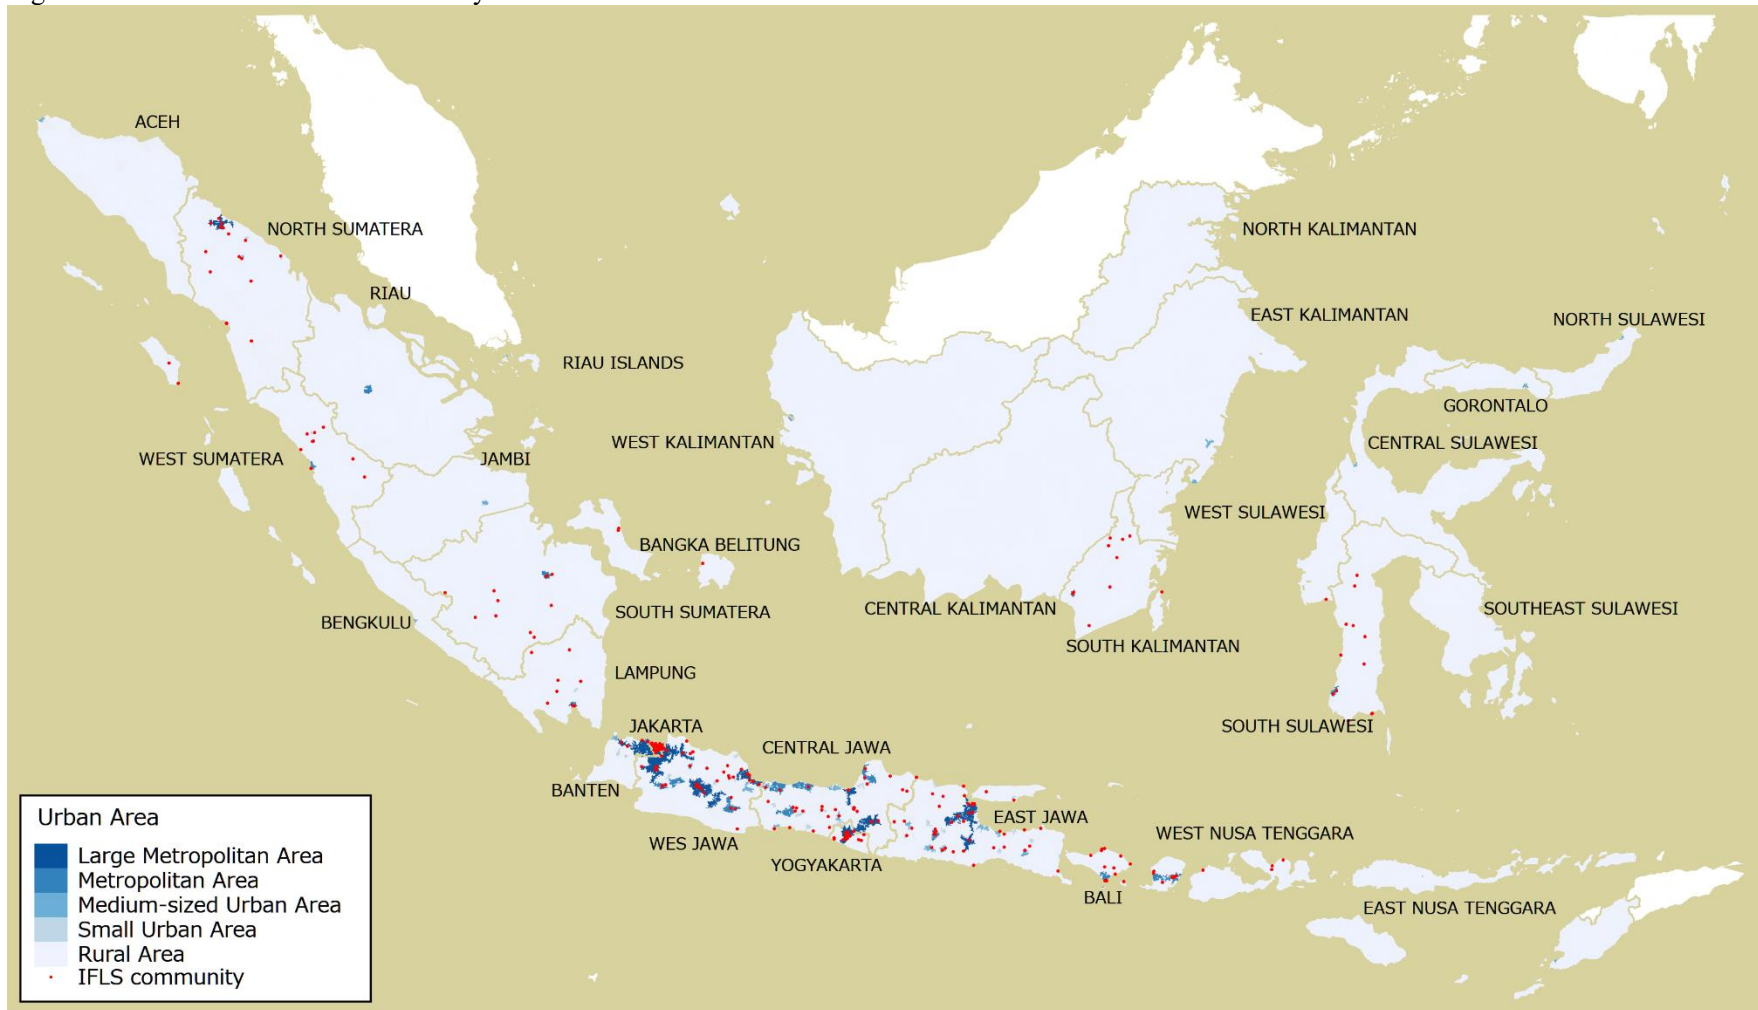 ACEH
NORTH SUMATERA
NORTH KALIMANTAN
RIAU
EAST KALIMANTAN
NORTH SULAWESI
RIAU ISLANDS
GORONTALO
WEST KALIMANTAN
CENTRAL SULAWESI
WEST SUMATERA
JAMBI
WEST SULAWESI
BANGKA BELITUNG
CENTRAL KALIMANTAN
SOUTHEAST SULAWESI
SOUTH SUMATERA
BENGKULU
SOUTH KALIMANTAN
LAMPUNG
SOUTH SULAWESI
JAKARTA
CENTRAL JAWA
BANTEN
EAST JAWA
WEST NUSA TENGGARA
WES JAWA
YOGYAKARTA
BALI
EAST NUSA TENGGARA
Urban Area
Large Metropolitan Area
Metropolitan Area
Medium-sized Urban Area
Small Urban Area
Rural Area
IFLS community